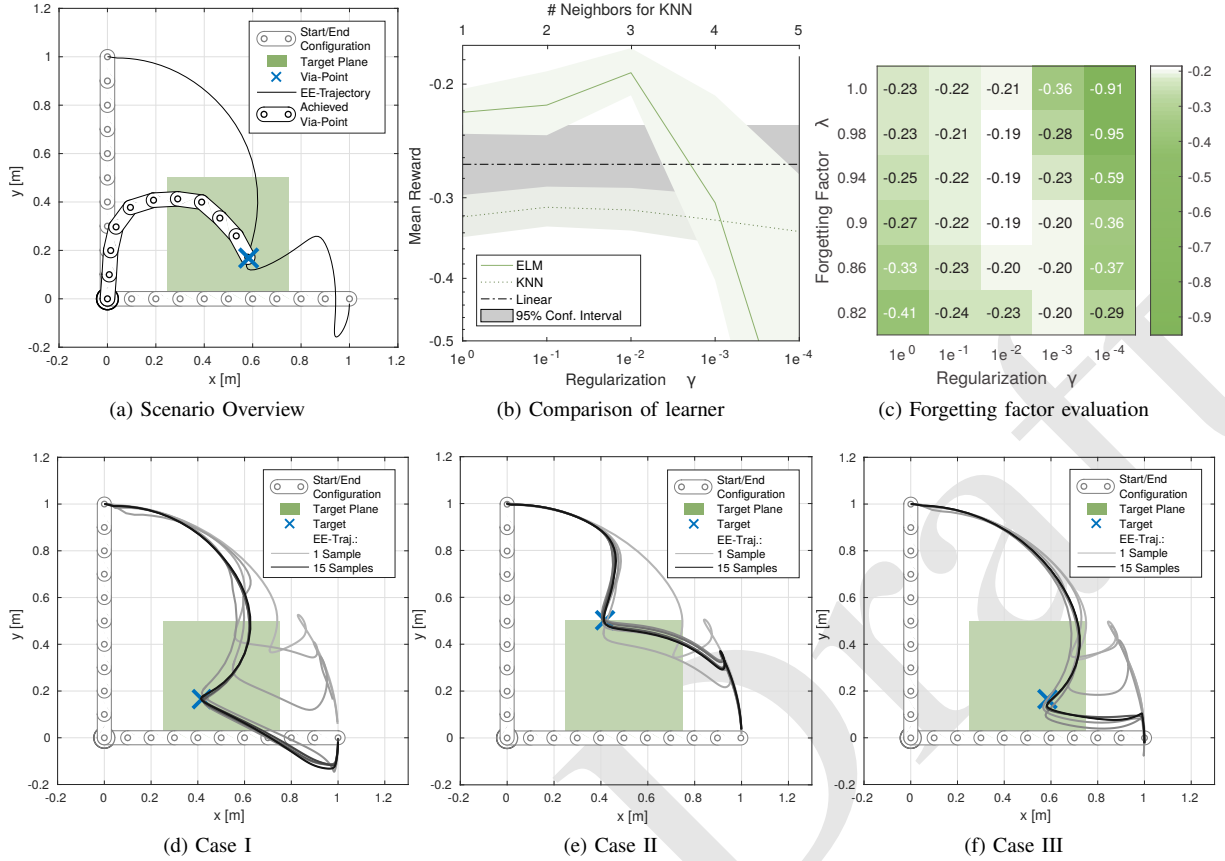 Start/End
Configuration
Target Plane
Via-Point
EE-Trajectory
Achieved
Via-Point
1.2
1
0.8
0.6
0.4
0.2
0
-0.2
y [m]
-0.2 0 0.2 0.4 0.6 0.8 1 1.2
x [m]
(a) Scenario Overview
# Neighbors for KNN
1 2 3 4 5
-0.2
-0.3
-0.4
-0.5
Mean Reward
ELM
KNN
Linear
95% Conf. Interval
1e⁰ 1e⁻¹ 1e⁻² 1e⁻³ 1e⁻⁴
Regularization γ
(b) Comparison of learner
Forgetting Factor λ
1.0 -0.23 -0.22 -0.21 -0.36 -0.91
0.98 -0.23 -0.21 -0.19 -0.28 -0.95
0.94 -0.25 -0.22 -0.19 -0.23 -0.59
0.9 -0.27 -0.22 -0.19 -0.20 -0.36
0.86 -0.33 -0.23 -0.20 -0.20 -0.37
0.82 -0.41 -0.24 -0.23 -0.20 -0.29
1e⁰ 1e⁻¹ 1e⁻² 1e⁻³ 1e⁻⁴
Regularization γ
-0.2
-0.3
-0.4
-0.5
-0.6
-0.7
-0.8
-0.9
(c) Forgetting factor evaluation
1.2
1
0.8
0.6
0.4
0.2
0
-0.2
y [m]
Start/End
Configuration
Target Plane
Target
EE-Traj.:
1 Sample
15 Samples
-0.2 0 0.2 0.4 0.6 0.8 1 1.2
x [m]
(d) Case I
1.2
1
0.8
0.6
0.4
0.2
0
-0.2
y [m]
Start/End
Configuration
Target Plane
Target
EE-Traj.:
1 Sample
15 Samples
-0.2 0 0.2 0.4 0.6 0.8 1 1.2
x [m]
(e) Case II
1.2
1
0.8
0.6
0.4
0.2
0
-0.2
y [m]
Start/End
Configuration
Target Plane
Target
EE-Traj.:
1 Sample
15 Samples
-0.2 0 0.2 0.4 0.6 0.8 1 1.2
x [m]
(f) Case III
Draft